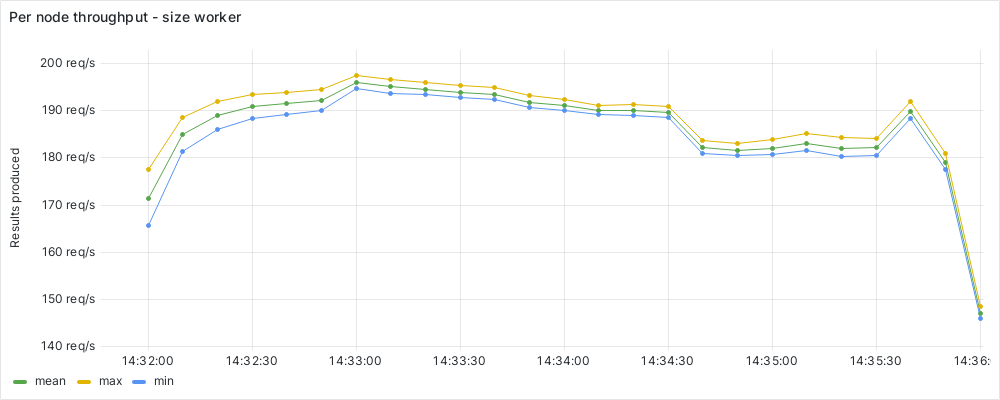 Per node throughput - size worker
Results produced
200 req/s
190 req/s
180 req/s
170 req/s
160 req/s
150 req/s
140 req/s
14:32:00 14:32:30 14:33:00 14:33:30 14:34:00 14:34:30 14:35:00 14:35:30 14:36:
mean max min